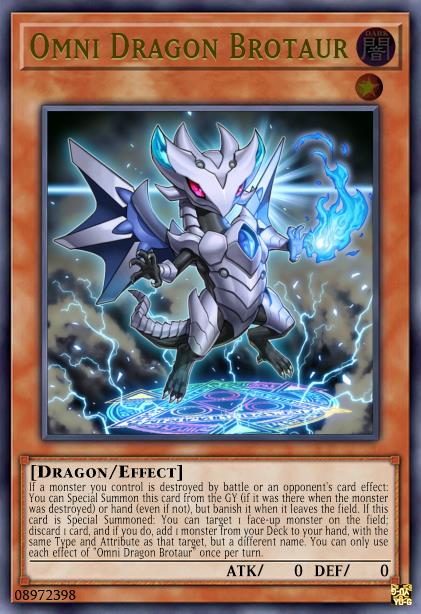 OMNI DRAGON BROTAUR
DARK
闇
[DRAGON/EFFECT]
If a monster you control is destroyed by battle or an opponent's card effect:
You can Special Summon this card from the GY (if it was there when the monster
was destroyed) or hand (even if not), but banish it when it leaves the field. If this
card is Special Summoned: You can target 1 face-up monster on the field;
discard 1 card, and if you do, add 1 monster from your Deck to your hand, with the
same Type and Attribute as that target, but a different name. You can only use
each effect of "Omni Dragon Brotaur" once per turn.
ATK/ 0 DEF/ 0
08972398